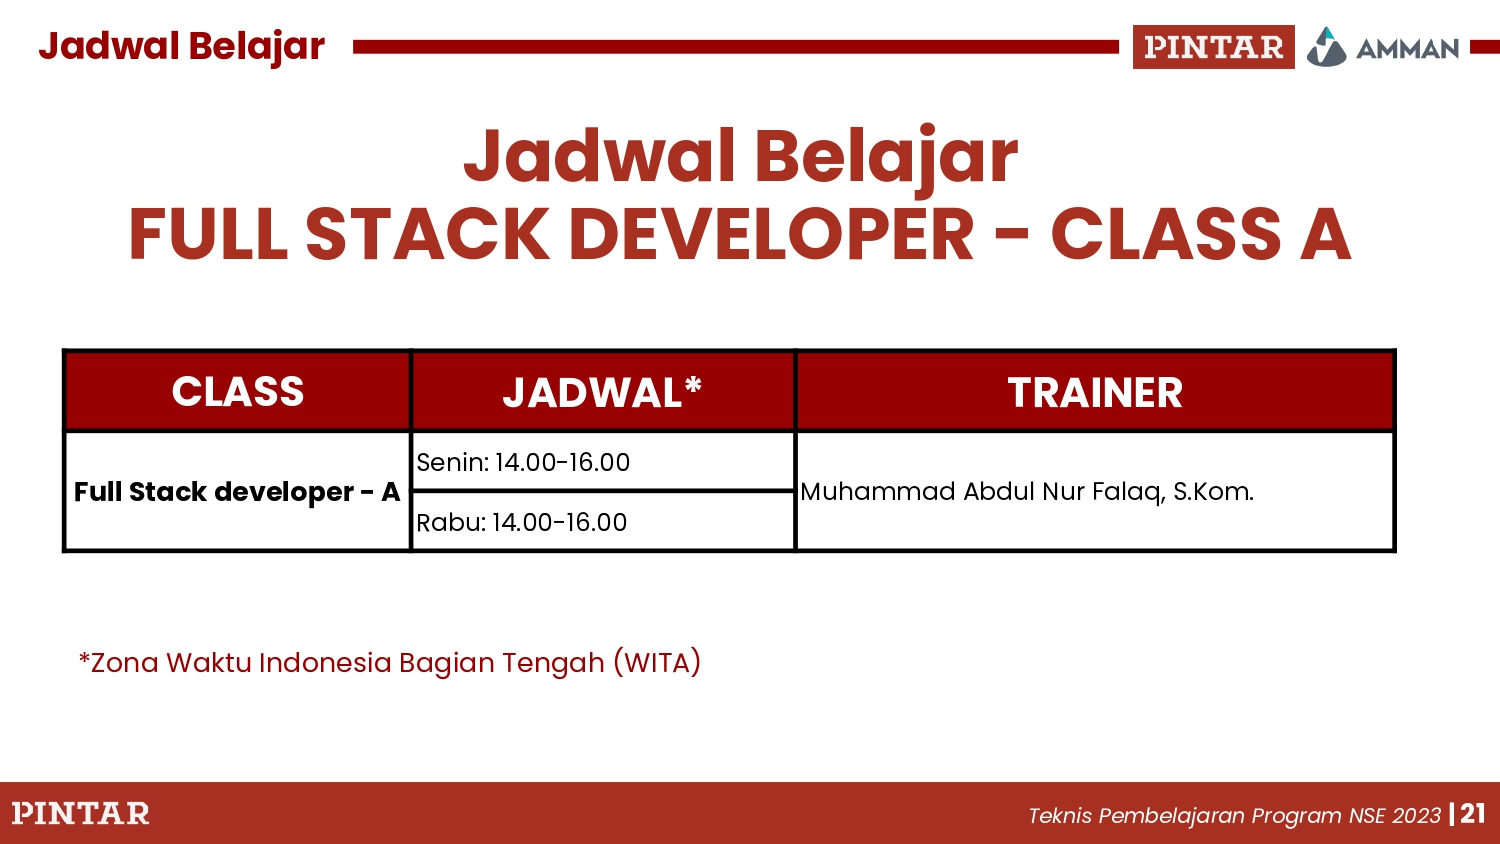 Jadwal Belajar
PINTAR
AMMAN
Jadwal Belajar
FULL STACK DEVELOPER - CLASS A
CLASS
JADWAL*
TRAINER
Full Stack developer - A
Senin: 14.00-16.00
Rabu: 14.00-16.00
Muhammad Abdul Nur Falaq, S.Kom.
*Zona Waktu Indonesia Bagian Tengah (WITA)
PINTAR
Teknis Pembelajaran Program NSE 2023 | 21